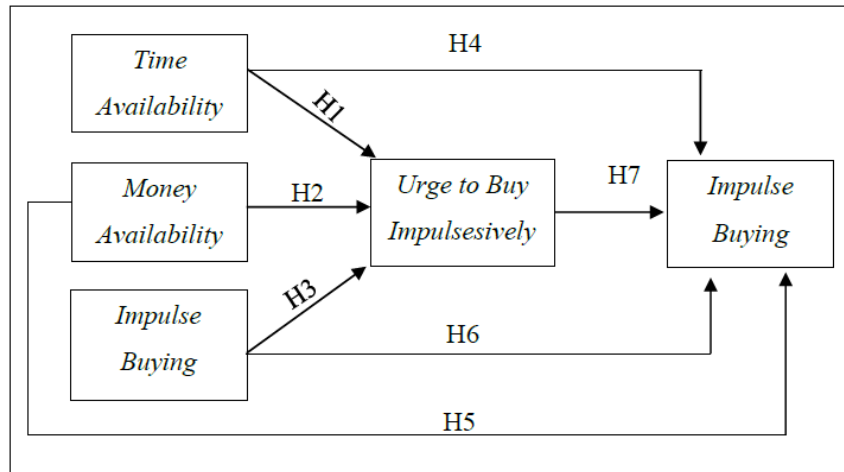 Time
Availability
H4
H1
Money
Availability
H2
Urge to Buy
Impulsesively
H7
Impulse
Buying
Impulse
Buying
H3
H6
H5